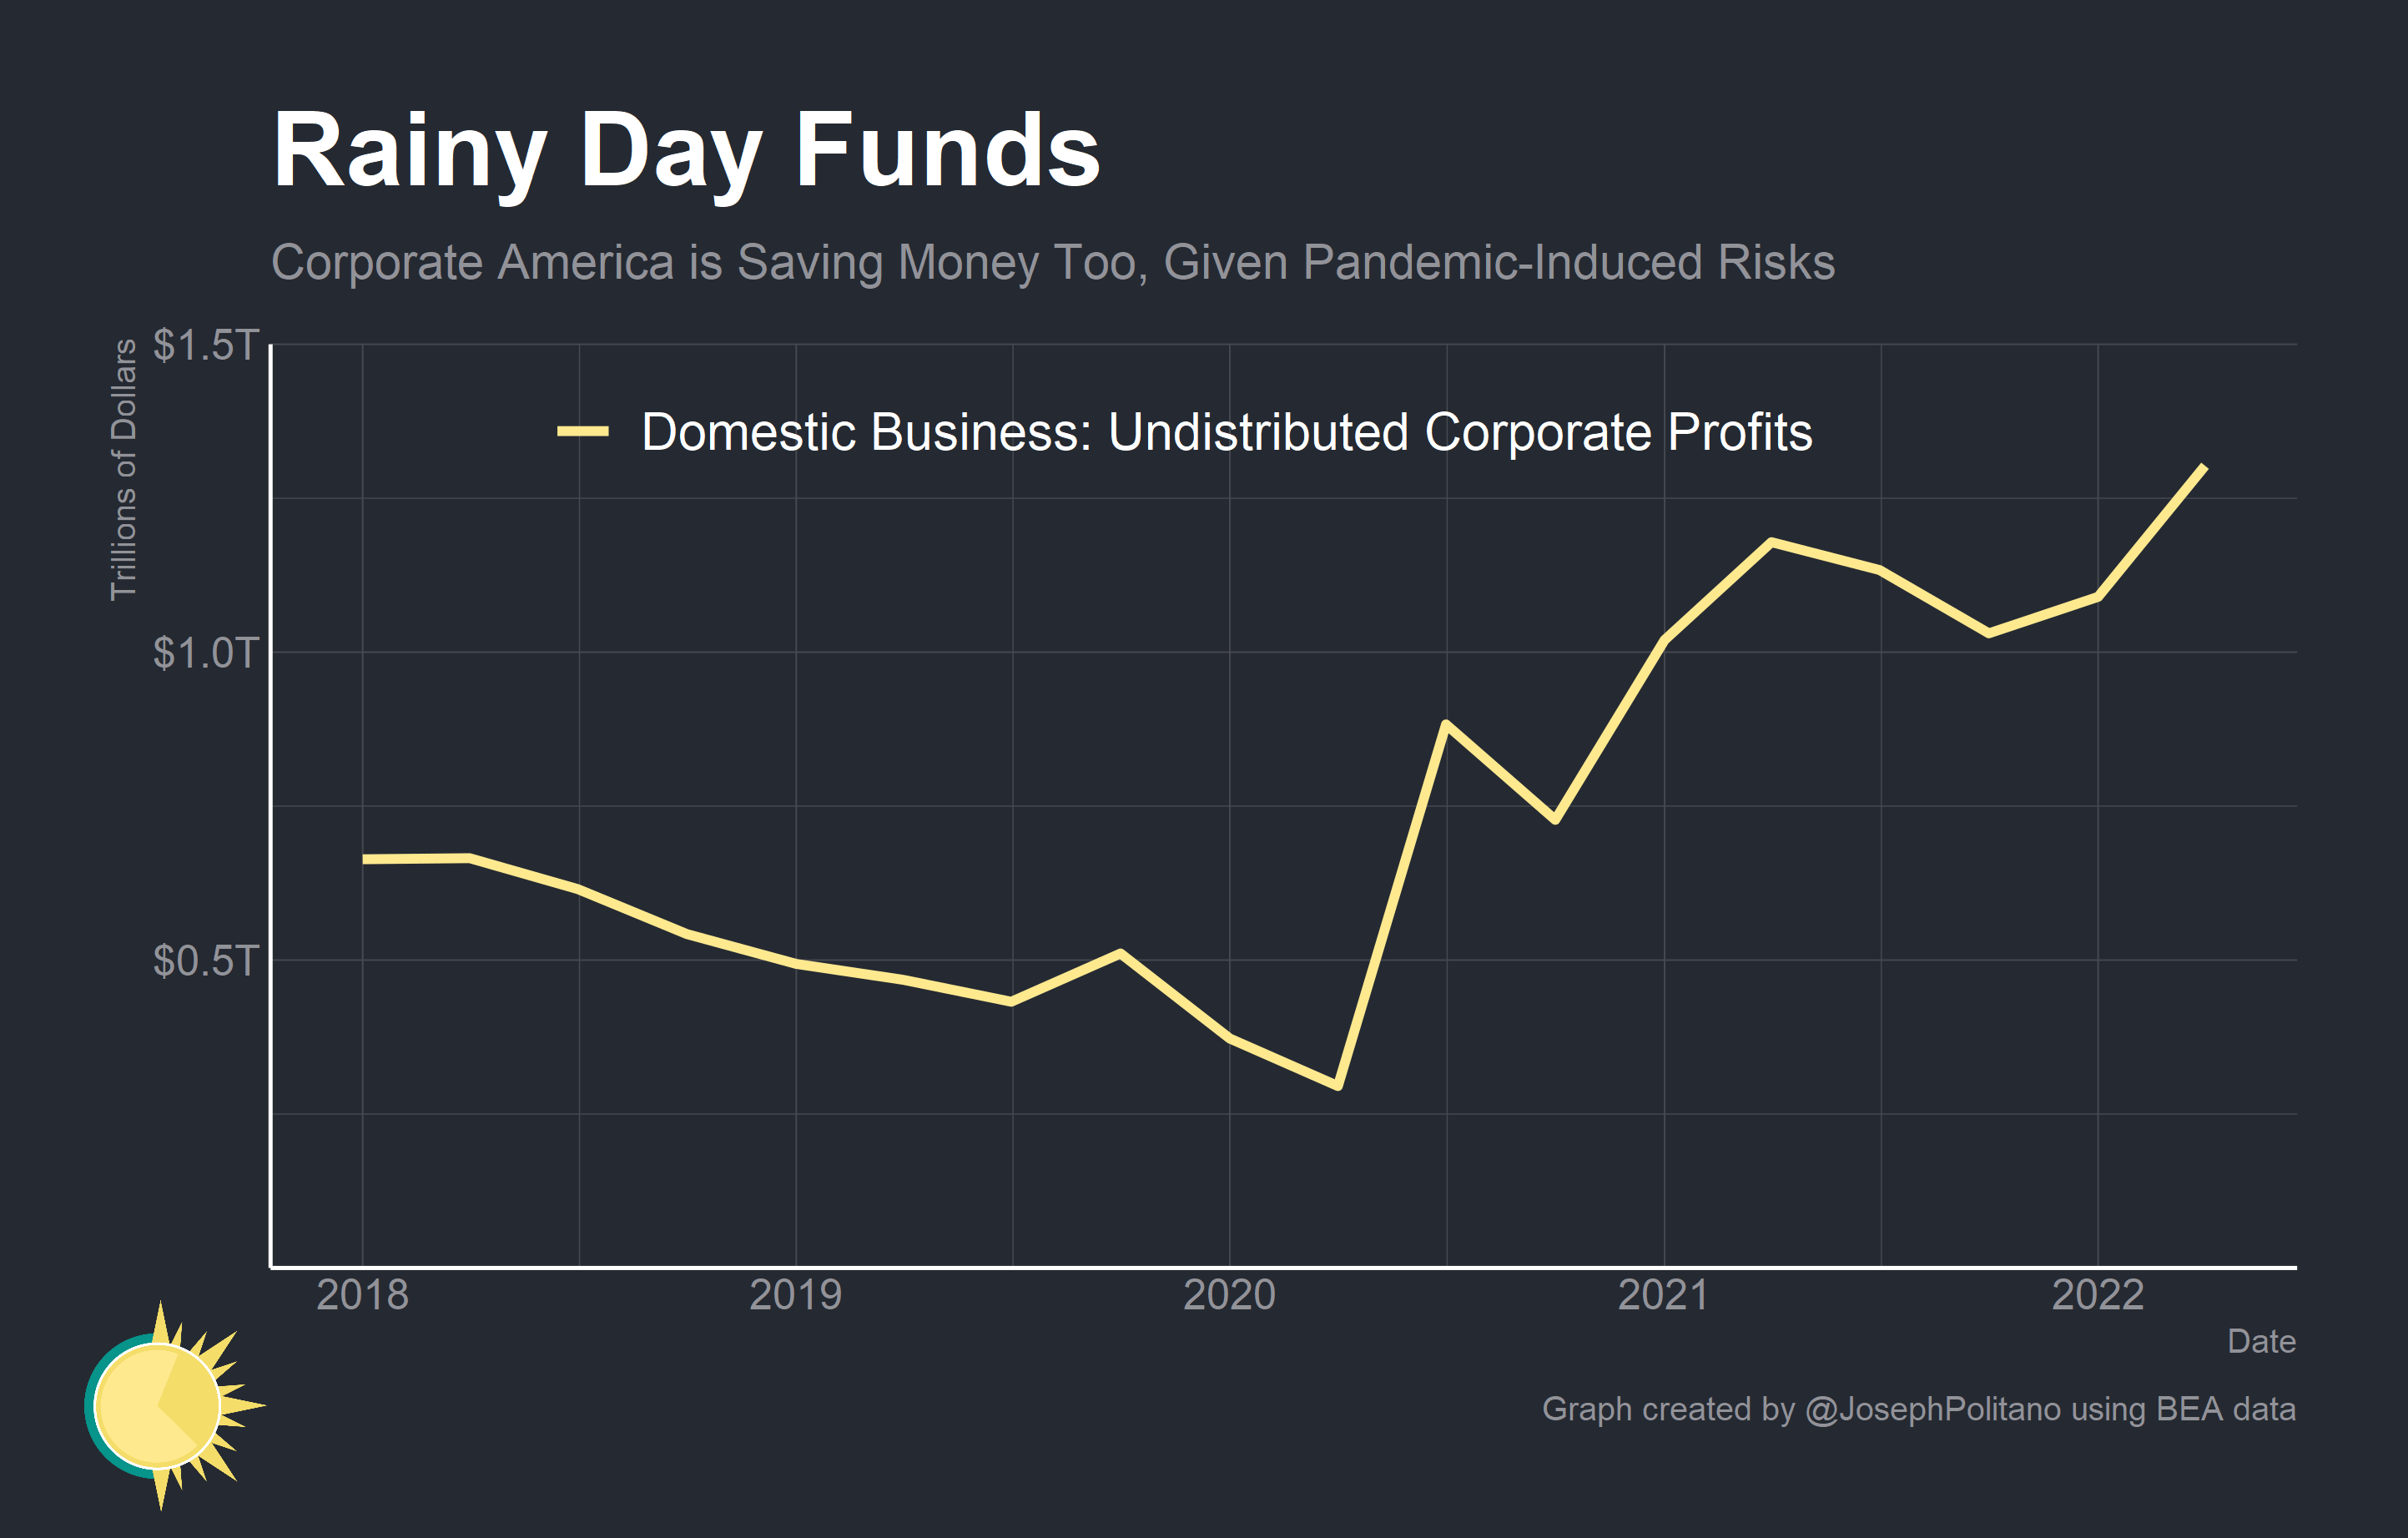 Rainy Day Funds
Corporate America is Saving Money Too, Given Pandemic-Induced Risks
Trillions of Dollars
$1.5T
$1.0T
$0.5T
Domestic Business: Undistributed Corporate Profits
2018
2019
2020
2021
2022
Date
Graph created by @JosephPolitano using BEA data